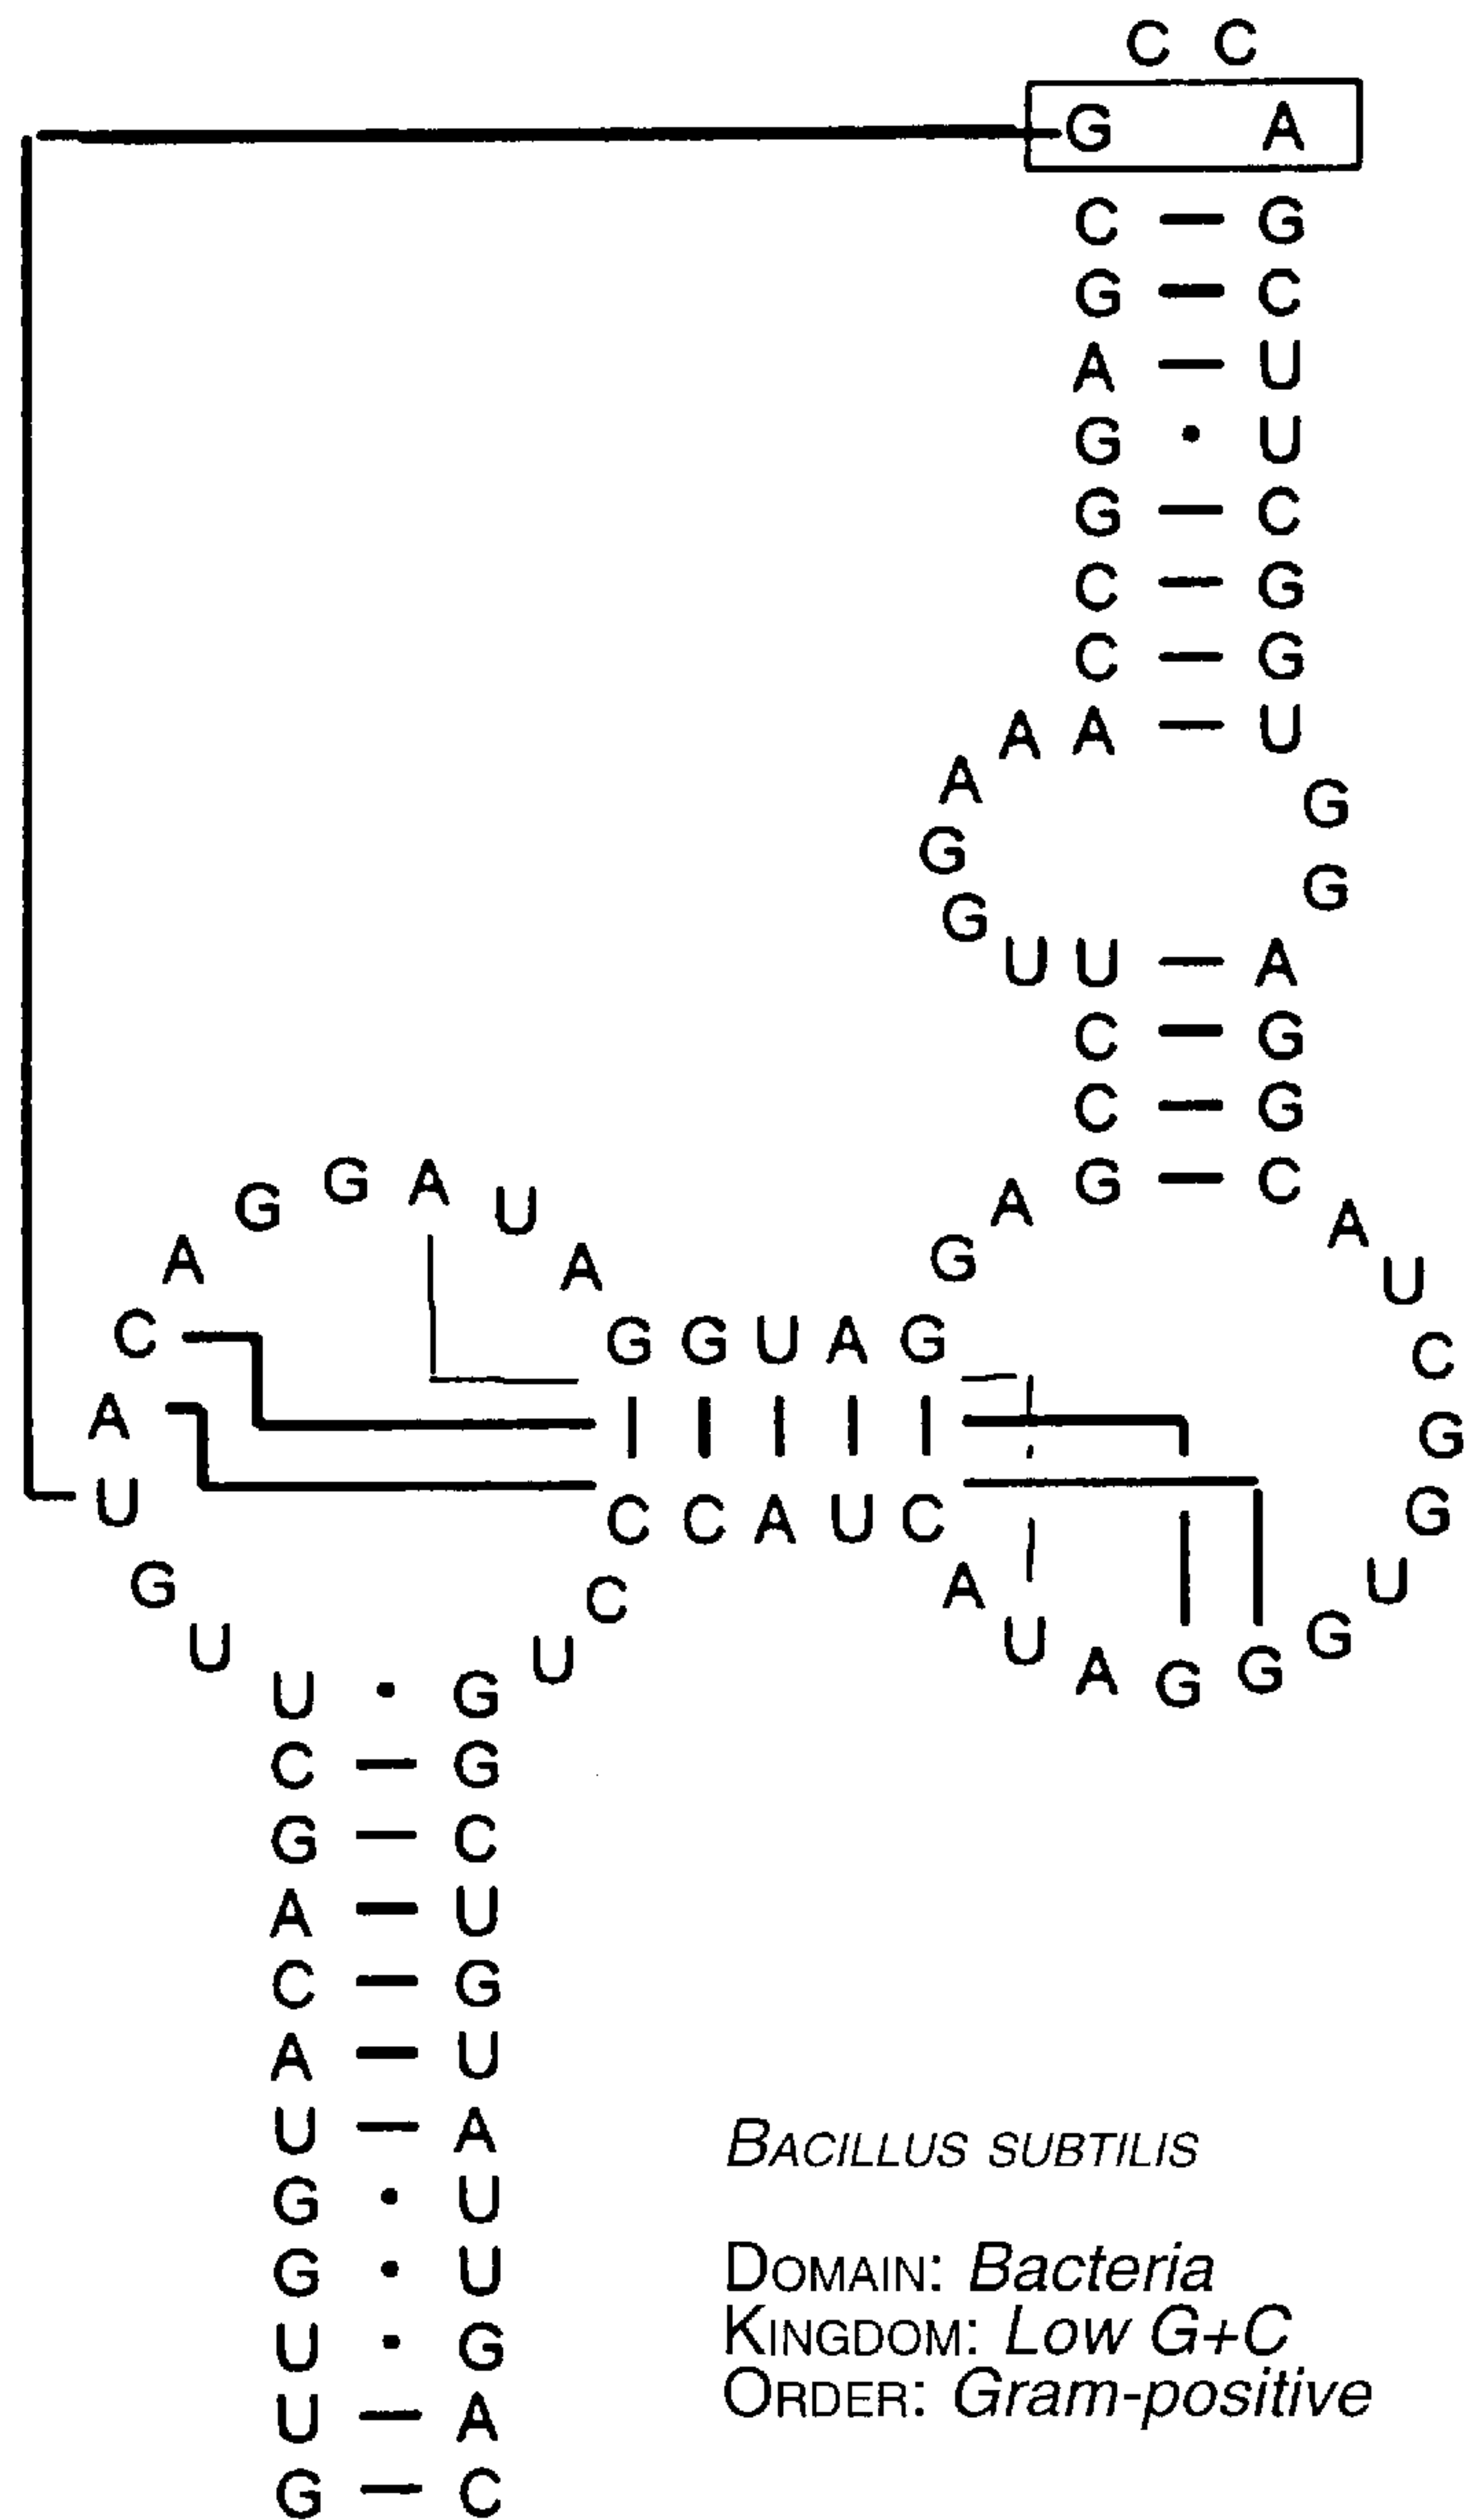 C C
G A
C — G
G — C
A — U
G • U
G — C
C — G
C — G
A A — U
A G
G G
G
U U — A
C — G
C — G
A G — C
G G A U A
A G U
C A G G U A G C
A G
U C C A U C G
G C A U
U U U G
U • G A G G
C — G
G — C
A — U
C — G
A — U
U — A
G • U
G • U
U • G
U — A
G — C
BACILLUS SUBTILIS
DOMAIN: Bacteria
KINGDOM: Low G+C
ORDER: Gram-positive